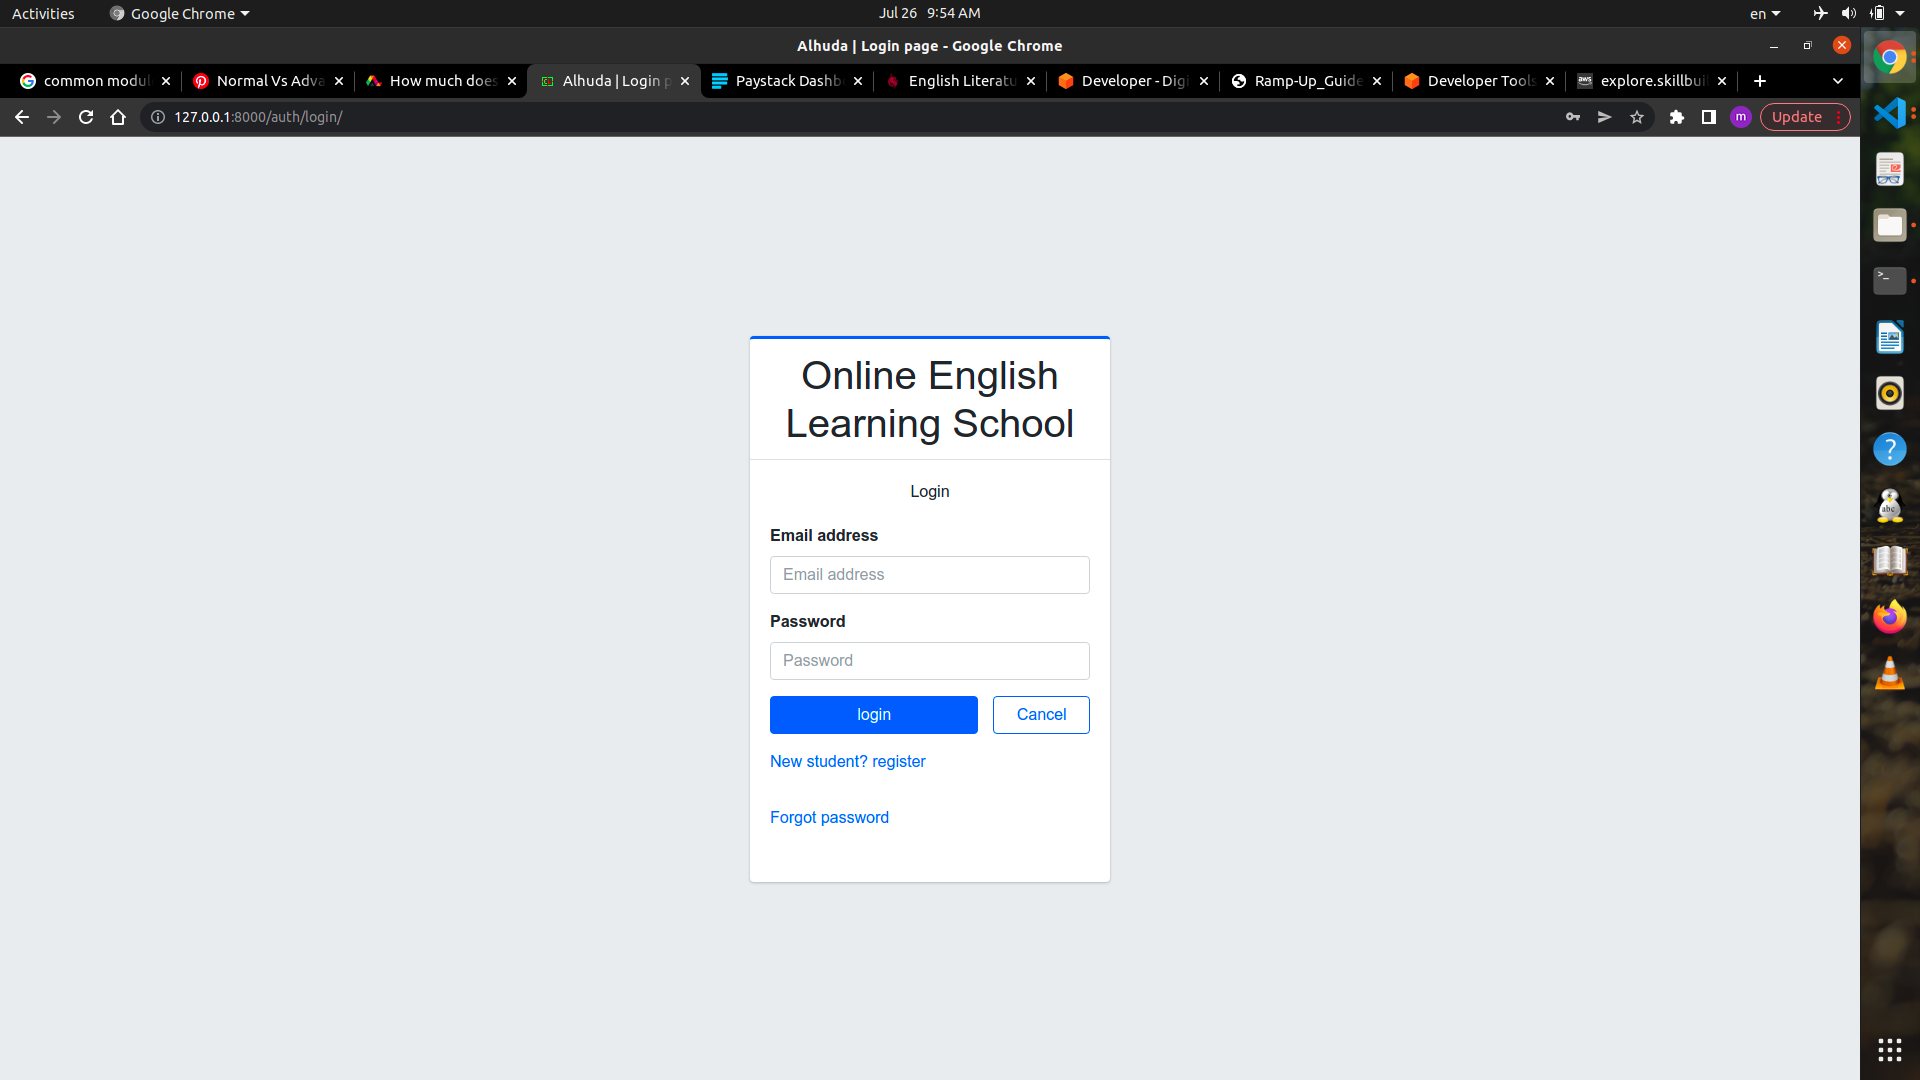 Activities
Google Chrome
Jul 26 9:54 AM
en
Alhuda | Login page - Google Chrome
common modul
Normal Vs Adva
How much does
Alhuda | Login p
Paystack Dashb
English Literatu
Developer - Digi
Ramp-Up_Guide
Developer Tools
aws
explore.skillbui
127.0.0.1:8000/auth/login/
m
Update
Online English
Learning School
Login
Email address
Email address
Password
Password
login
Cancel
New student? register
Forgot password
>_
?
abc